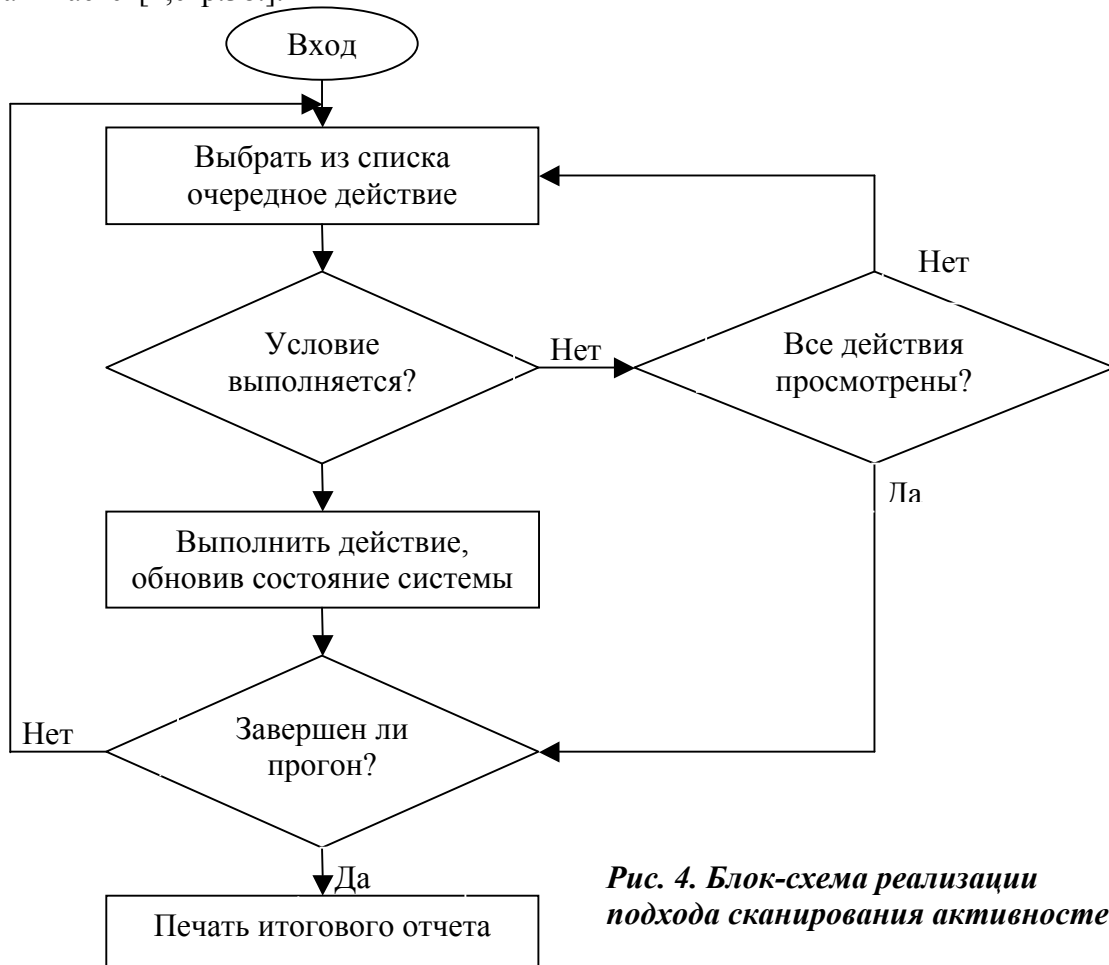 Вход
Выбрать из списка
очередное действие
Нет
Условие
выполняется?
Нет
Все действия
просмотрены?
Да
Выполнить действие,
обновив состояние системы
Нет
Завершен ли
прогон?
Да
Печать итогового отчета
Рис. 4. Блок-схема реализации
подхода сканирования активносте